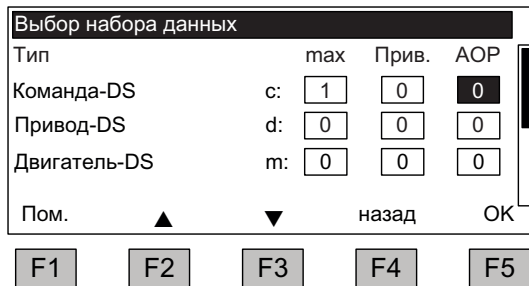 Выбор набора данных
Тип max Прив. AOP
Команда-DS c: 1 0 0
Привод-DS d: 0 0 0
Двигатель-DS m: 0 0 0
Пом. ▲ ▼ назад OK
F1 F2 F3 F4 F5